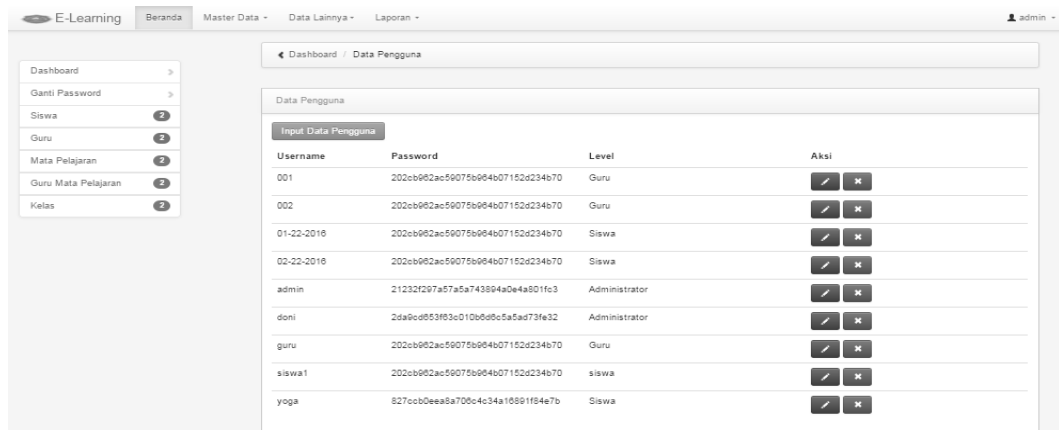 E-Learning Beranda Master Data Data Lainnya Laporan admin
Dashboard / Data Pengguna
Dashboard
Ganti Password
Siswa 2
Guru 2
Mata Pelajaran 2
Guru Mata Pelajaran 2
Kelas 2
Data Pengguna
Input Data Pengguna
Username Password Level Aksi
001 202cb962ac59075b964b07152d234b70 Guru
002 202cb962ac59075b964b07152d234b70 Guru
01-22-2016 202cb962ac59075b964b07152d234b70 Siswa
02-22-2016 202cb962ac59075b964b07152d234b70 Siswa
admin 21232f297a57a5a743894a0e4a801fc3 Administrator
doni 2da9cd653f63c010b6d6c5a5ad73fe32 Administrator
guru 202cb962ac59075b964b07152d234b70 Guru
siswa1 202cb962ac59075b964b07152d234b70 siswa
yoga 827ccb0eea8a706c4c34a16891f84e7b Siswa